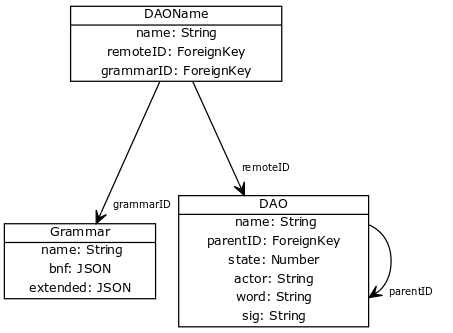 DAOName
name: String
remoteID: ForeignKey
grammarID: ForeignKey
remoteID
grammarID
Grammar
name: String
bnf: JSON
extended: JSON
DAO
name: String
parentID: ForeignKey
state: Number
actor: String
word: String
sig: String
parentID